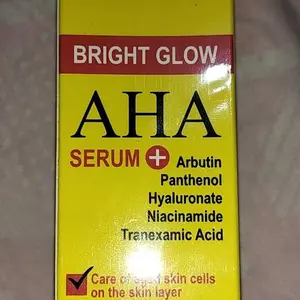 BRIGHT GLOW
AHA
SERUM + Arbutin
Panthenol
Hyaluronate
Niacinamide
Tranexamic Acid
Care of aged skin cells
on the skin layer